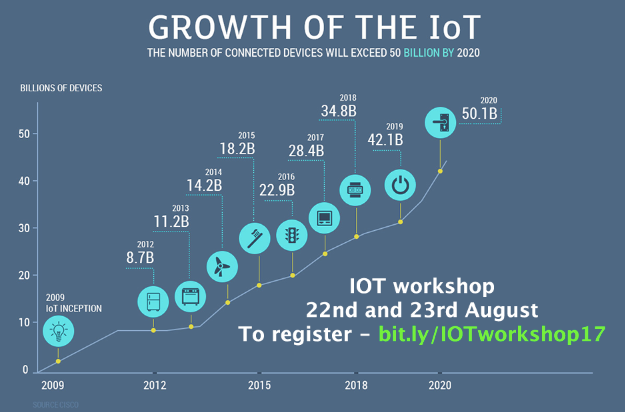 GROWTH OF THE IoT
THE NUMBER OF CONNECTED DEVICES WILL EXCEED 50 BILLION BY 2020
BILLIONS OF DEVICES
50
40
30
20
10
0
2009
IoT INCEPTION
2012
8.7B
2013
11.2B
2014
14.2B
2015
18.2B
2016
22.9B
2017
28.4B
2018
34.8B
2019
42.1B
2020
50.1B
IOT workshop
22nd and 23rd August
To register - bit.ly/IOTworkshop17
2009
2012
2015
2018
2020
SOURCE CISCO